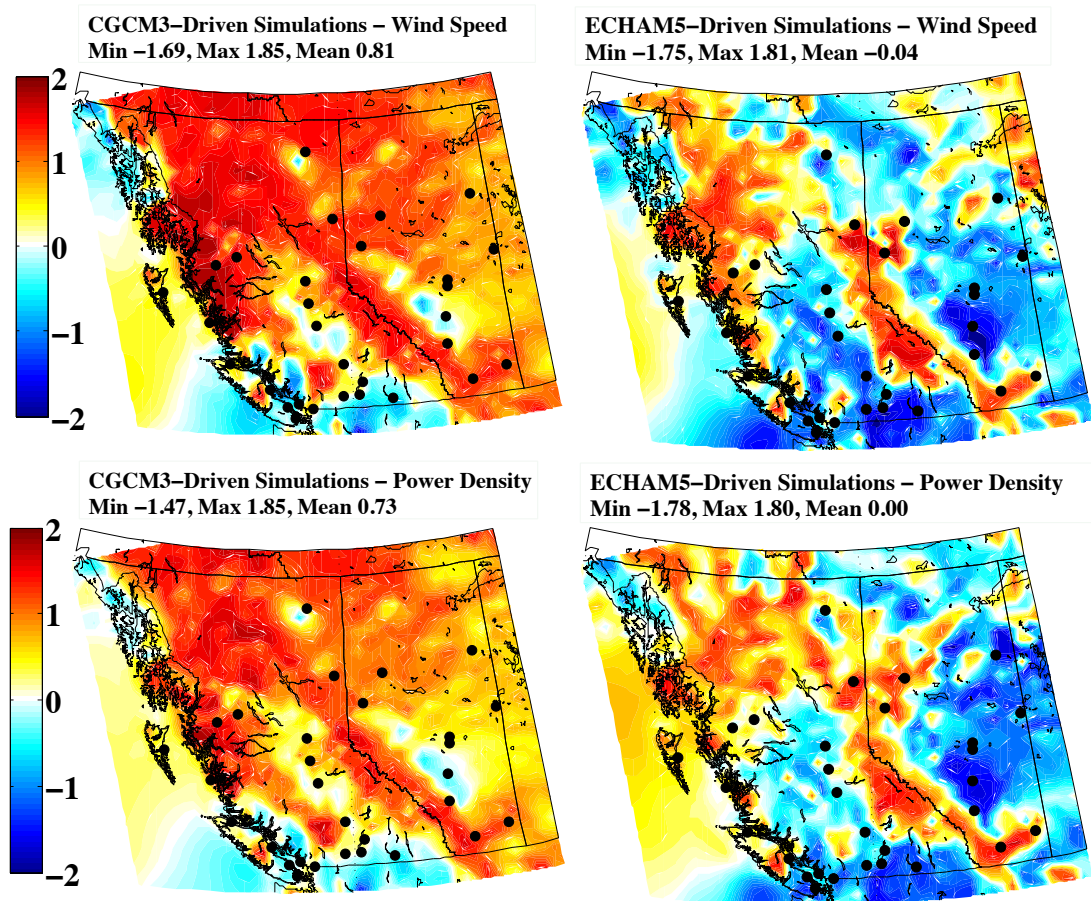 CGCM3−Driven Simulations − Wind Speed
Min −1.69, Max 1.85, Mean 0.81
ECHAM5−Driven Simulations − Wind Speed
Min −1.75, Max 1.81, Mean −0.04
2
1
0
−1
−2
CGCM3−Driven Simulations − Power Density
Min −1.47, Max 1.85, Mean 0.73
ECHAM5−Driven Simulations − Power Density
Min −1.78, Max 1.80, Mean 0.00
2
1
0
−1
−2